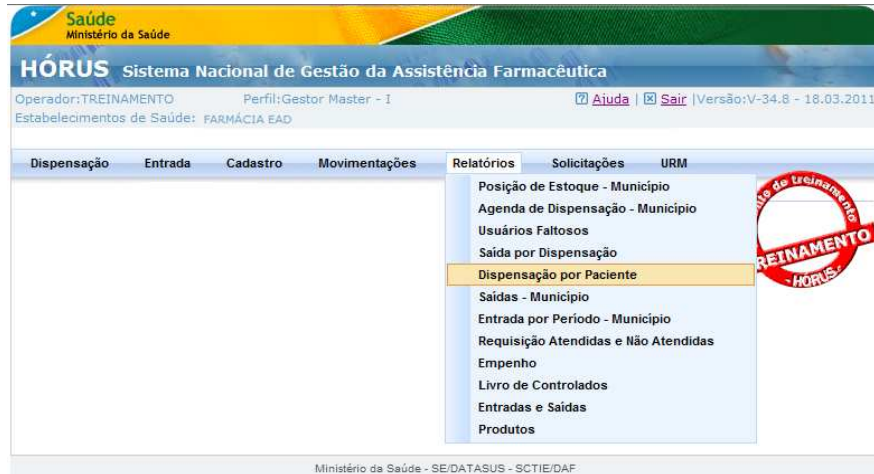 Saúde
Ministério da Saúde
HÓRUS Sistema Nacional de Gestão da Assistência Farmacêutica
Operador:TREINAMENTO Perfil:Gestor Master - I Ajuda | Sair |Versão:V-34.8 - 18.03.2011
Estabelecimentos de Saúde: FARMÁCIA EAD
Dispensação Entrada Cadastro Movimentações Relatórios Solicitações URM
Posição de Estoque - Município
Agenda de Dispensação - Município
Usuários Faltosos
Saída por Dispensação
Dispensação por Paciente
Saídas - Município
Entrada por Período - Município
Requisição Atendidas e Não Atendidas
Empenho
Livro de Controlados
Entradas e Saídas
Produtos
to de treinamento
REINAMENTO
- HÓRUS -
Ministério da Saúde - SE/DATASUS - SCTIE/DAF